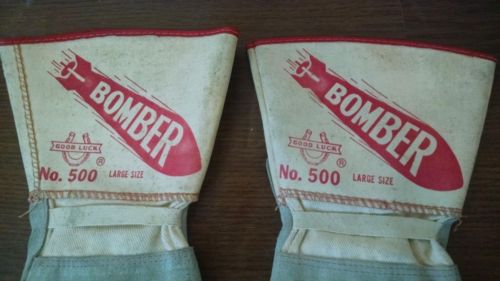 BOMBER
GOOD LUCK
®
No. 500 LARGE SIZE
BOMBER
GOOD LUCK
®
No. 500 LARGE SIZE